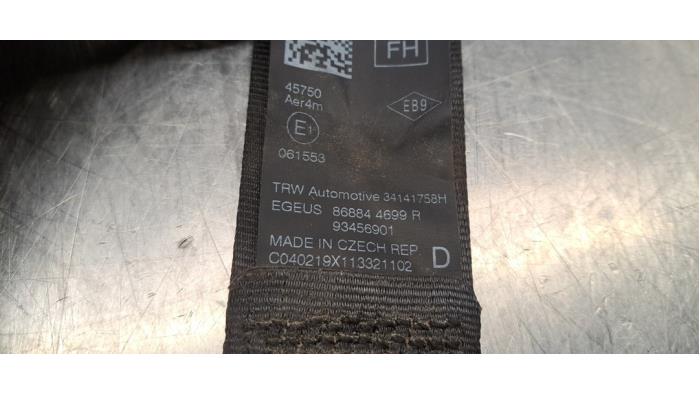 FH
45750
Aer4m
EB9
E1
061553
TRW Automotive 34141758H
EGEUS 86884 4699 R
93456901
MADE IN CZECH REP
C040219X113321102 D